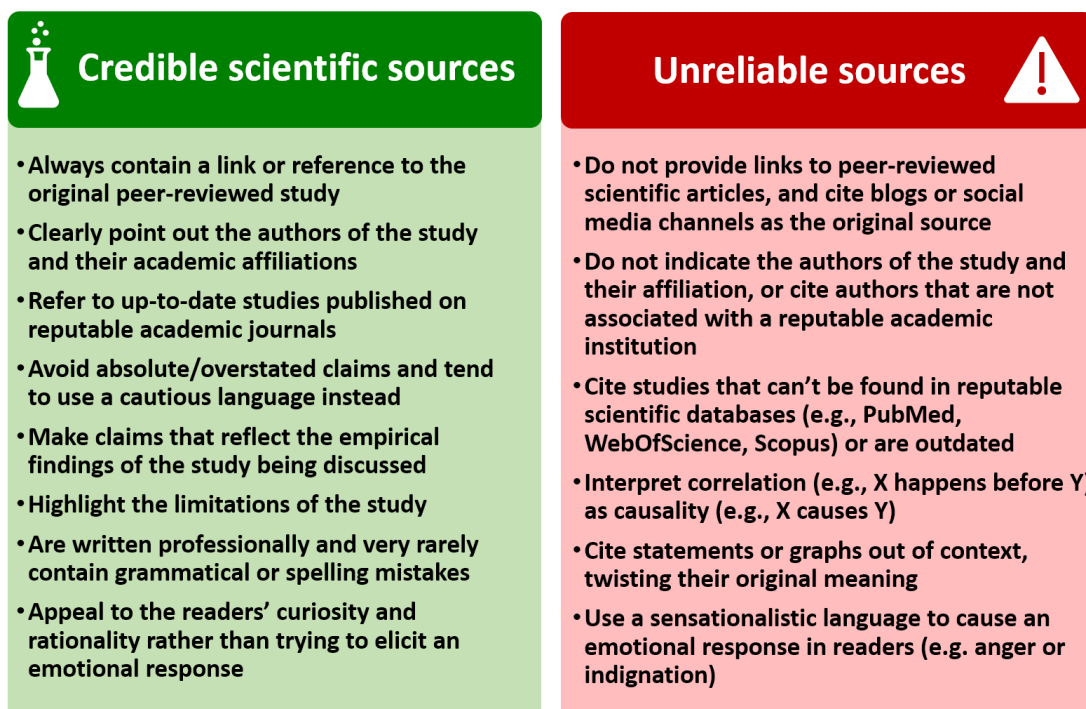 Credible scientific sources
• Always contain a link or reference to the
original peer-reviewed study
• Clearly point out the authors of the study
and their academic affiliations
• Refer to up-to-date studies published on
reputable academic journals
• Avoid absolute/overstated claims and tend
to use a cautious language instead
• Make claims that reflect the empirical
findings of the study being discussed
• Highlight the limitations of the study
• Are written professionally and very rarely
contain grammatical or spelling mistakes
• Appeal to the readers’ curiosity and
rationality rather than trying to elicit an
emotional response
Unreliable sources
• Do not provide links to peer-reviewed
scientific articles, and cite blogs or social
media channels as the original source
• Do not indicate the authors of the study and
their affiliation, or cite authors that are not
associated with a reputable academic
institution
• Cite studies that can’t be found in reputable
scientific databases (e.g., PubMed,
WebOfScience, Scopus) or are outdated
• Interpret correlation (e.g., X happens before Y)
as causality (e.g., X causes Y)
• Cite statements or graphs out of context,
twisting their original meaning
• Use a sensationalistic language to cause an
emotional response in readers (e.g. anger or
indignation)